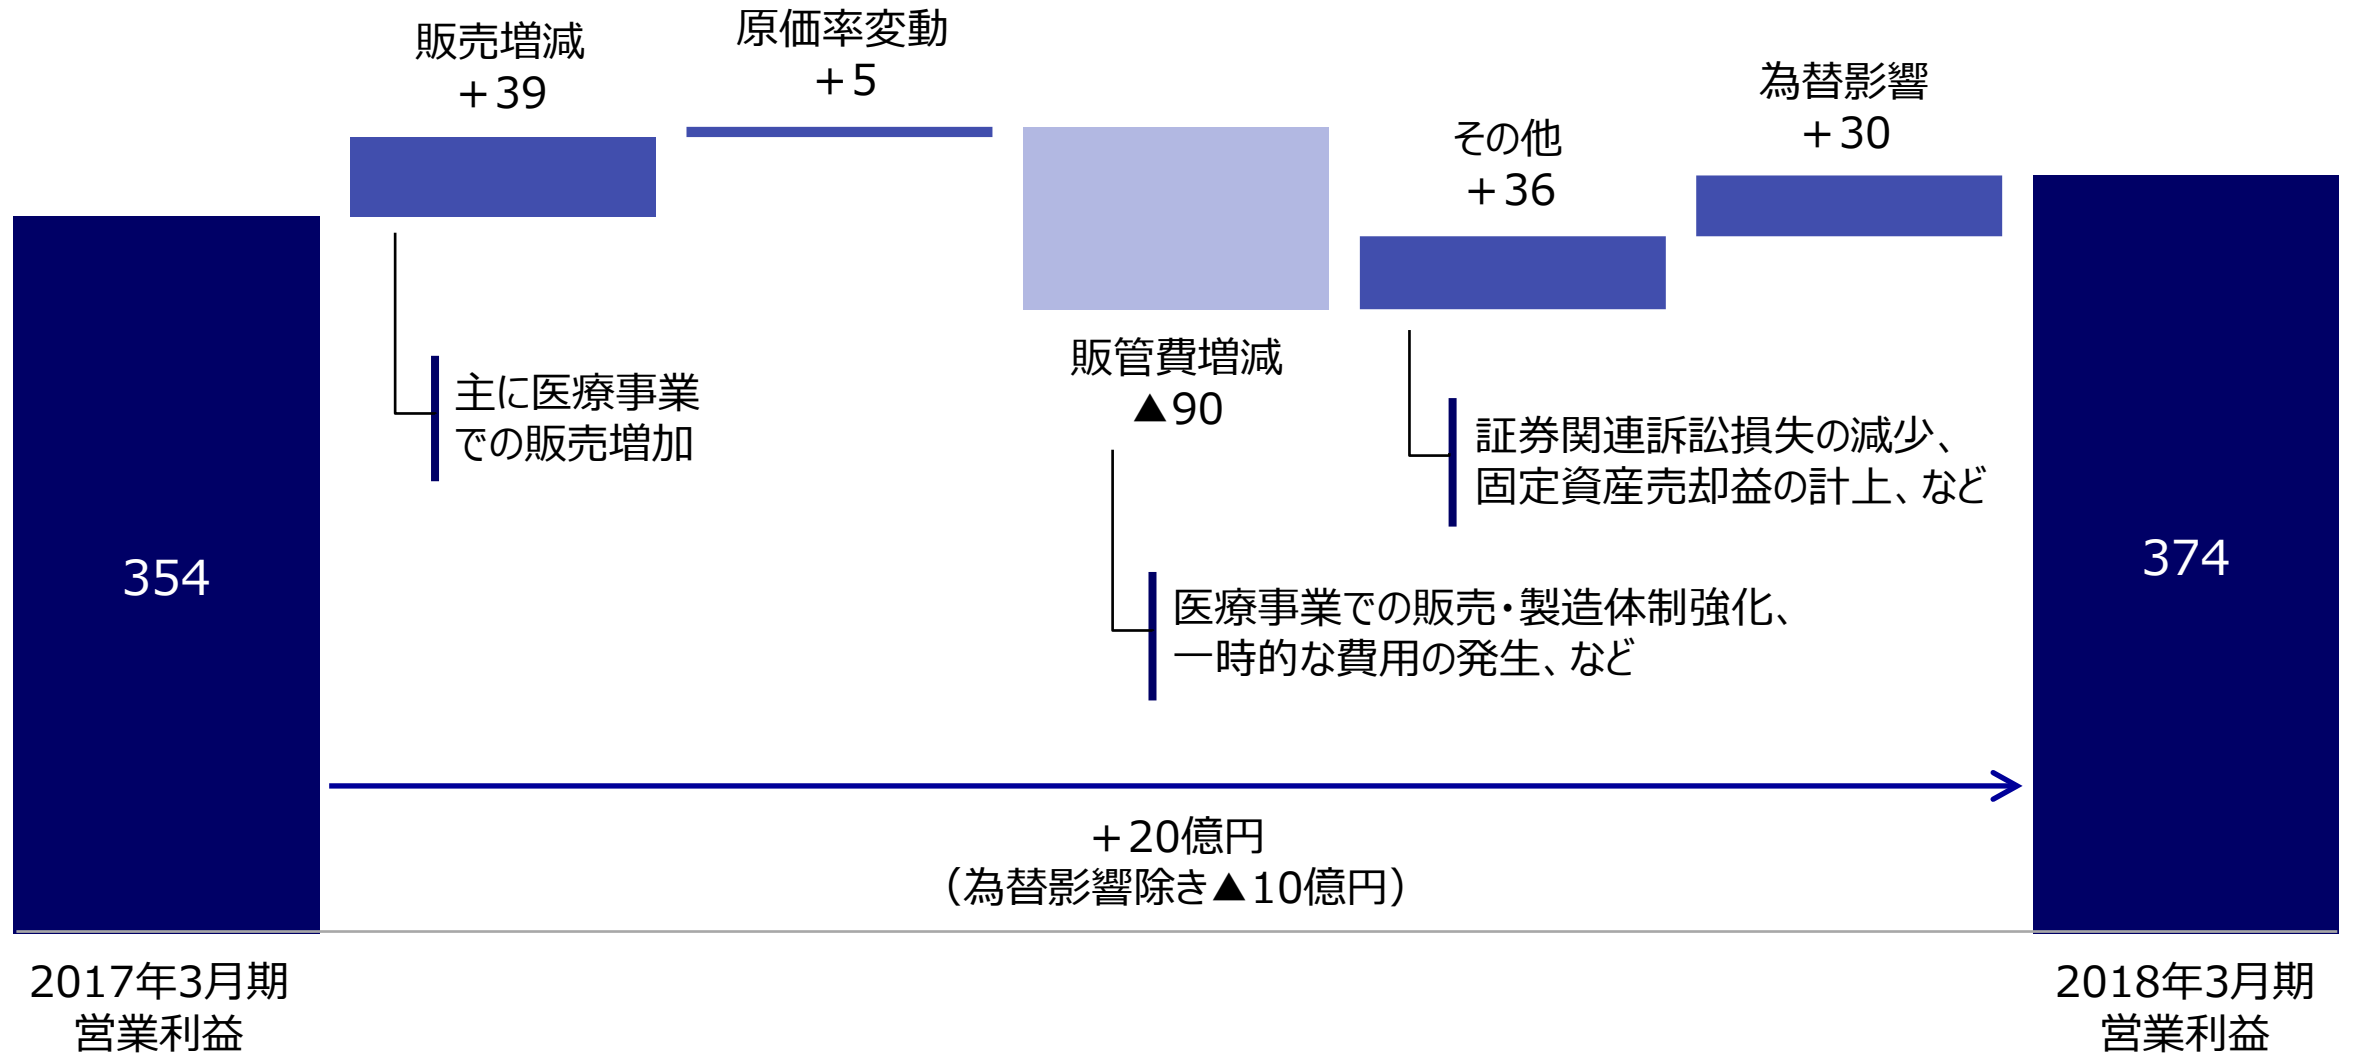 販売増減
＋39
原価率変動
＋5
為替影響
＋30
その他
＋36
販管費増減
▲90
主に医療事業
での販売増加
証券関連訴訟損失の減少、
固定資産売却益の計上、など
354
374
医療事業での販売・製造体制強化、
一時的な費用の発生、など
＋20億円
（為替影響除き▲10億円）
2017年3月期
営業利益
2018年3月期
営業利益